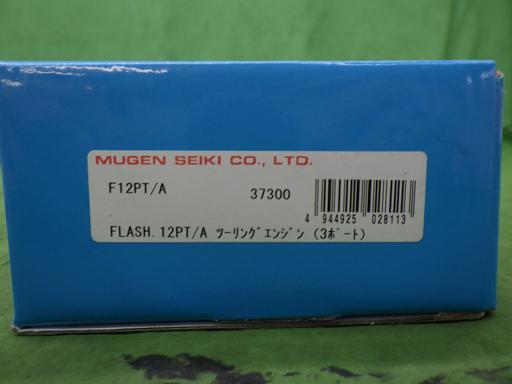 MUGEN SEIKI CO., LTD.
F12PT/A 37300
4 944925 028113
FLASH.12PT/A ﾂｰﾘﾝｸﾞｴﾝｼﾞﾝ (3ﾎﾟｰﾄ)